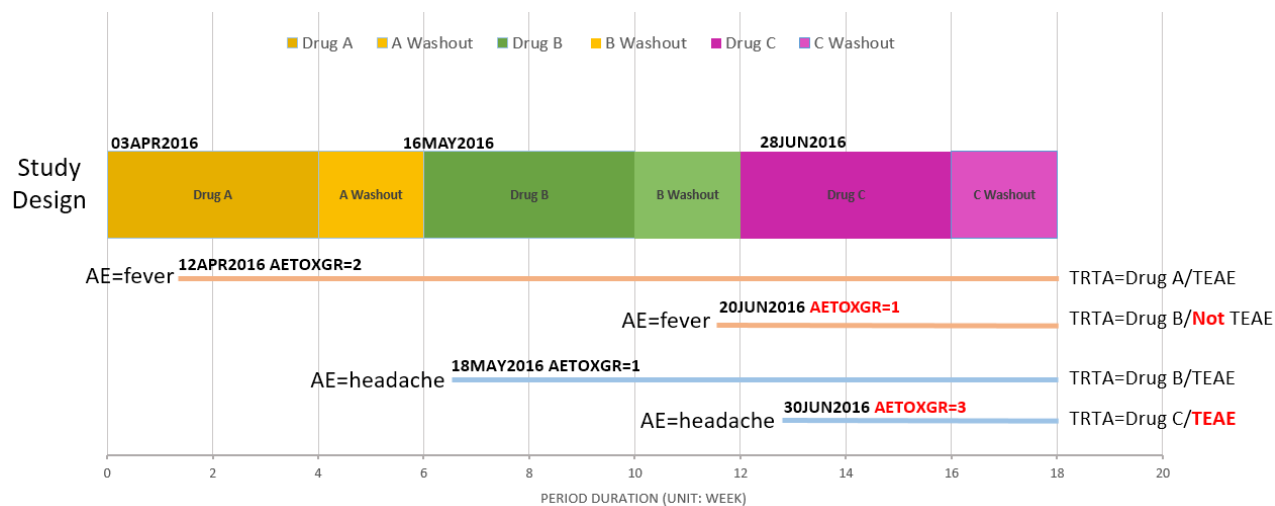 Drug A A Washout Drug B B Washout Drug C C Washout
03APR2016 16MAY2016 28JUN2016
Study
Design
Drug A A Washout Drug B B Washout Drug C C Washout
12APR2016 AETOXGR=2
AE=fever TRTA=Drug A/TEAE
20JUN2016 AETOXGR=1
AE=fever TRTA=Drug B/Not TEAE
18MAY2016 AETOXGR=1
AE=headache TRTA=Drug B/TEAE
30JUN2016 AETOXGR=3
AE=headache TRTA=Drug C/TEAE
0 2 4 6 8 10 12 14 16 18 20
PERIOD DURATION (UNIT: WEEK)